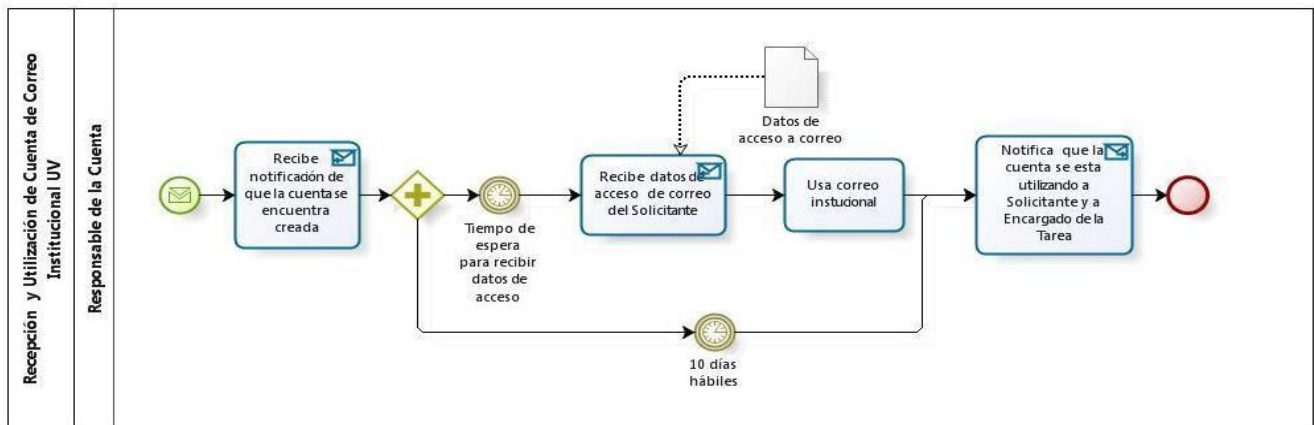 Recepción y Utilización de Cuenta de Correo
Institucional UV
Responsable de la Cuenta
Recibe
notificación de
que la cuenta se
encuentra
creada
Tiempo de
espera
para recibir
datos de
acceso
Recibe datos de
acceso de correo
del Solicitante
Datos de
acceso a correo
Usa correo
instucional
Notifica que la
cuenta se esta
utilizando a
Solicitante y a
Encargado de la
Tarea
10 días
hábiles